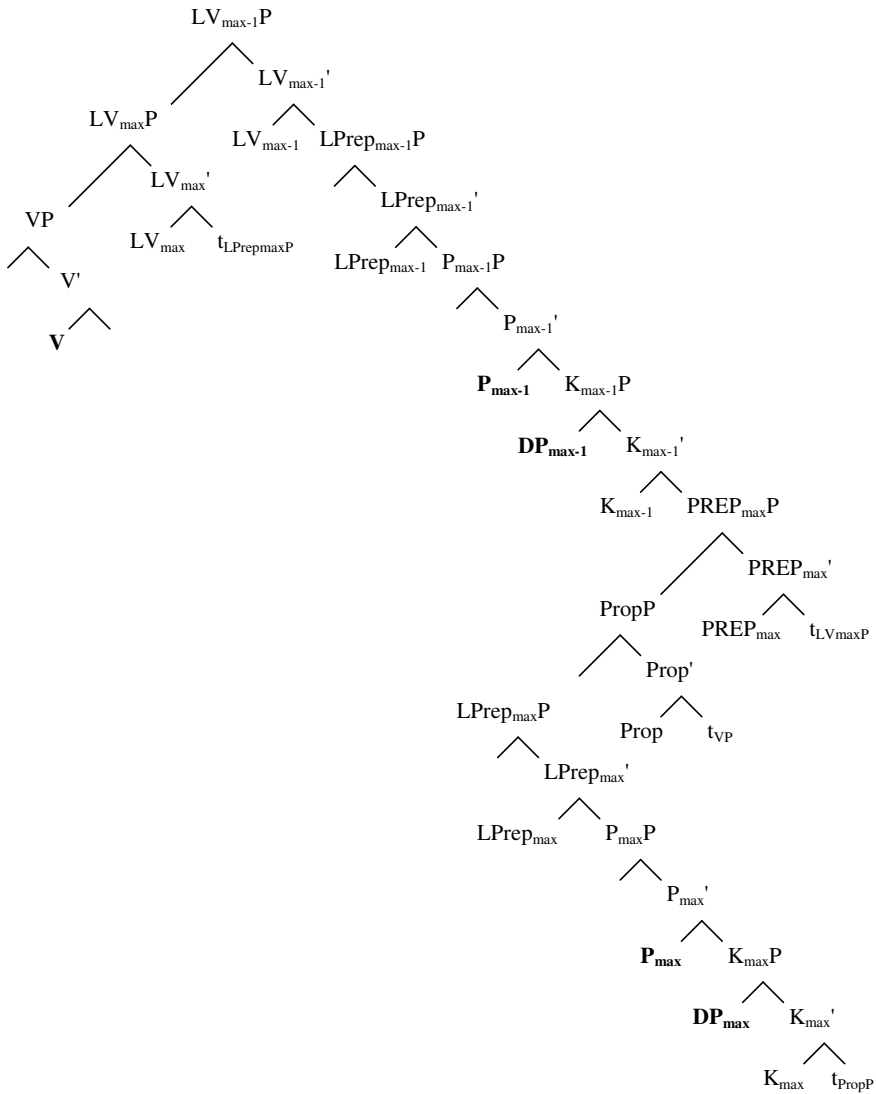 LVmax-1P
LVmax-1'
LVmaxP
LVmax-1 LPrepmax-1P
LVmax'
LPrepmax-1'
VP
LVmax tLPrepmaxP
LPrepmax-1 Pmax-1P
V'
Pmax-1'
V
Pmax-1 Kmax-1P
DPmax-1 Kmax-1'
Kmax-1 PREPmaxP
PREPmax'
PropP
PREPmax tLVmaxP
Prop'
LPrepmaxP
Prop tVP
LPrepmax'
LPrepmax PmaxP
Pmax'
Pmax KmaxP
DPmax Kmax'
Kmax tPropP